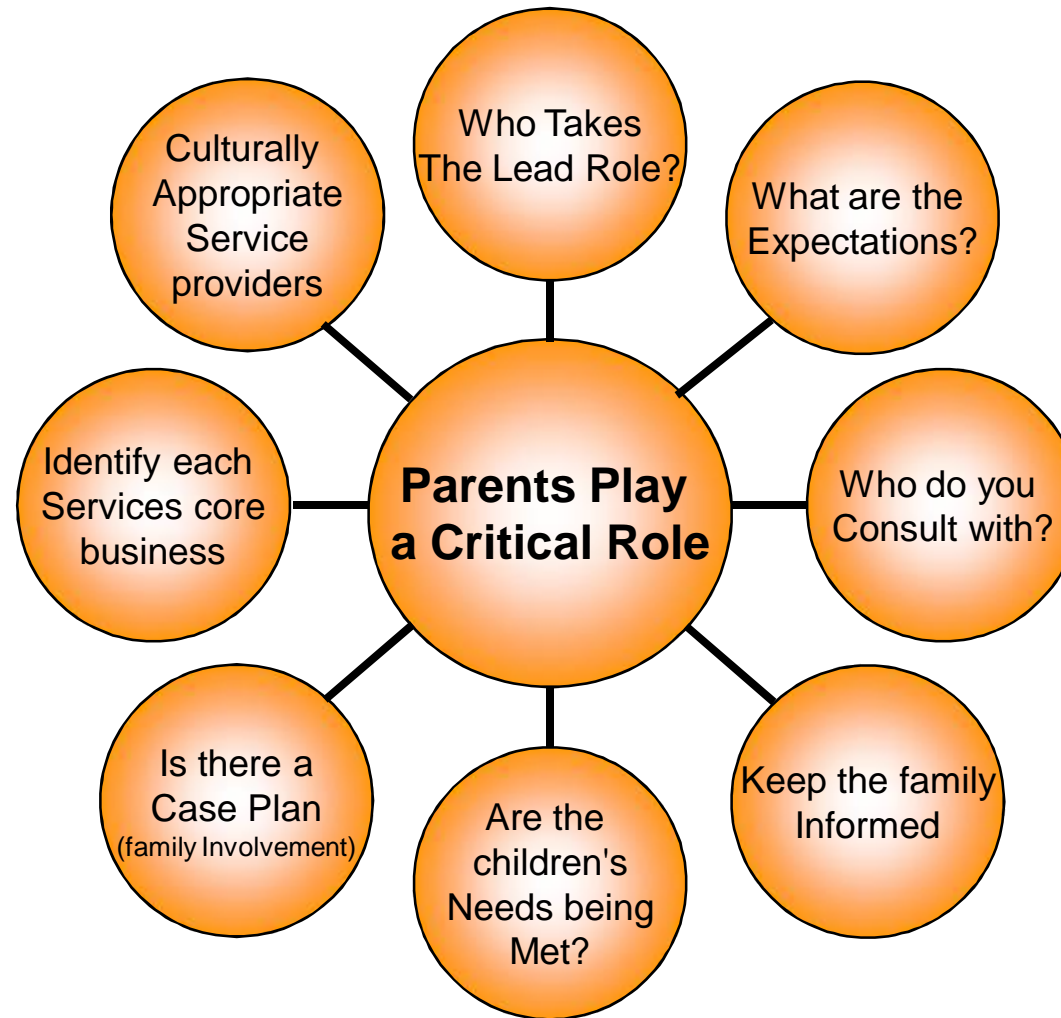 Who Takes
The Lead Role?
What are the
Expectations?
Who do you
Consult with?
Keep the family
Informed
Are the
children's
Needs being
Met?
Is there a
Case Plan
(family Involvement)
Identify each
Services core
business
Culturally
Appropriate
Service
providers
Parents Play
a Critical Role